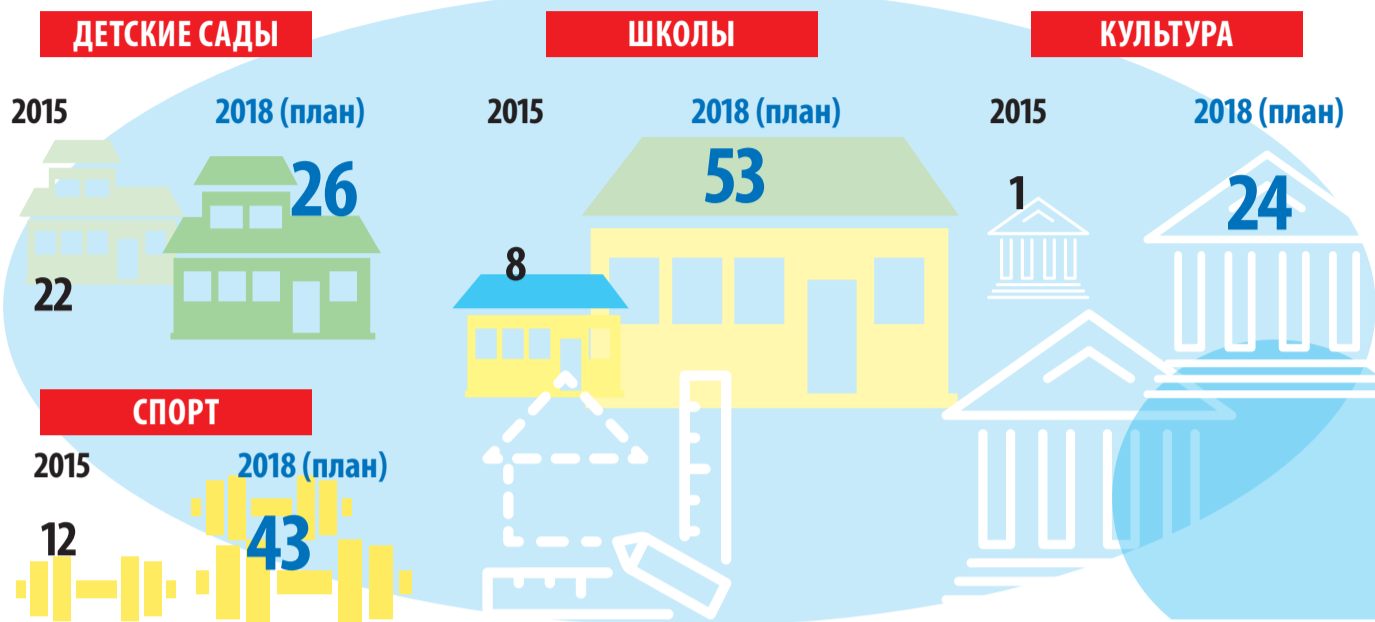 ДЕТСКИЕ САДЫ
2015
2018 (план)
22
26
ШКОЛЫ
2015
2018 (план)
8
53
КУЛЬТУРА
2015
2018 (план)
1
24
СПОРТ
2015
2018 (план)
12
43